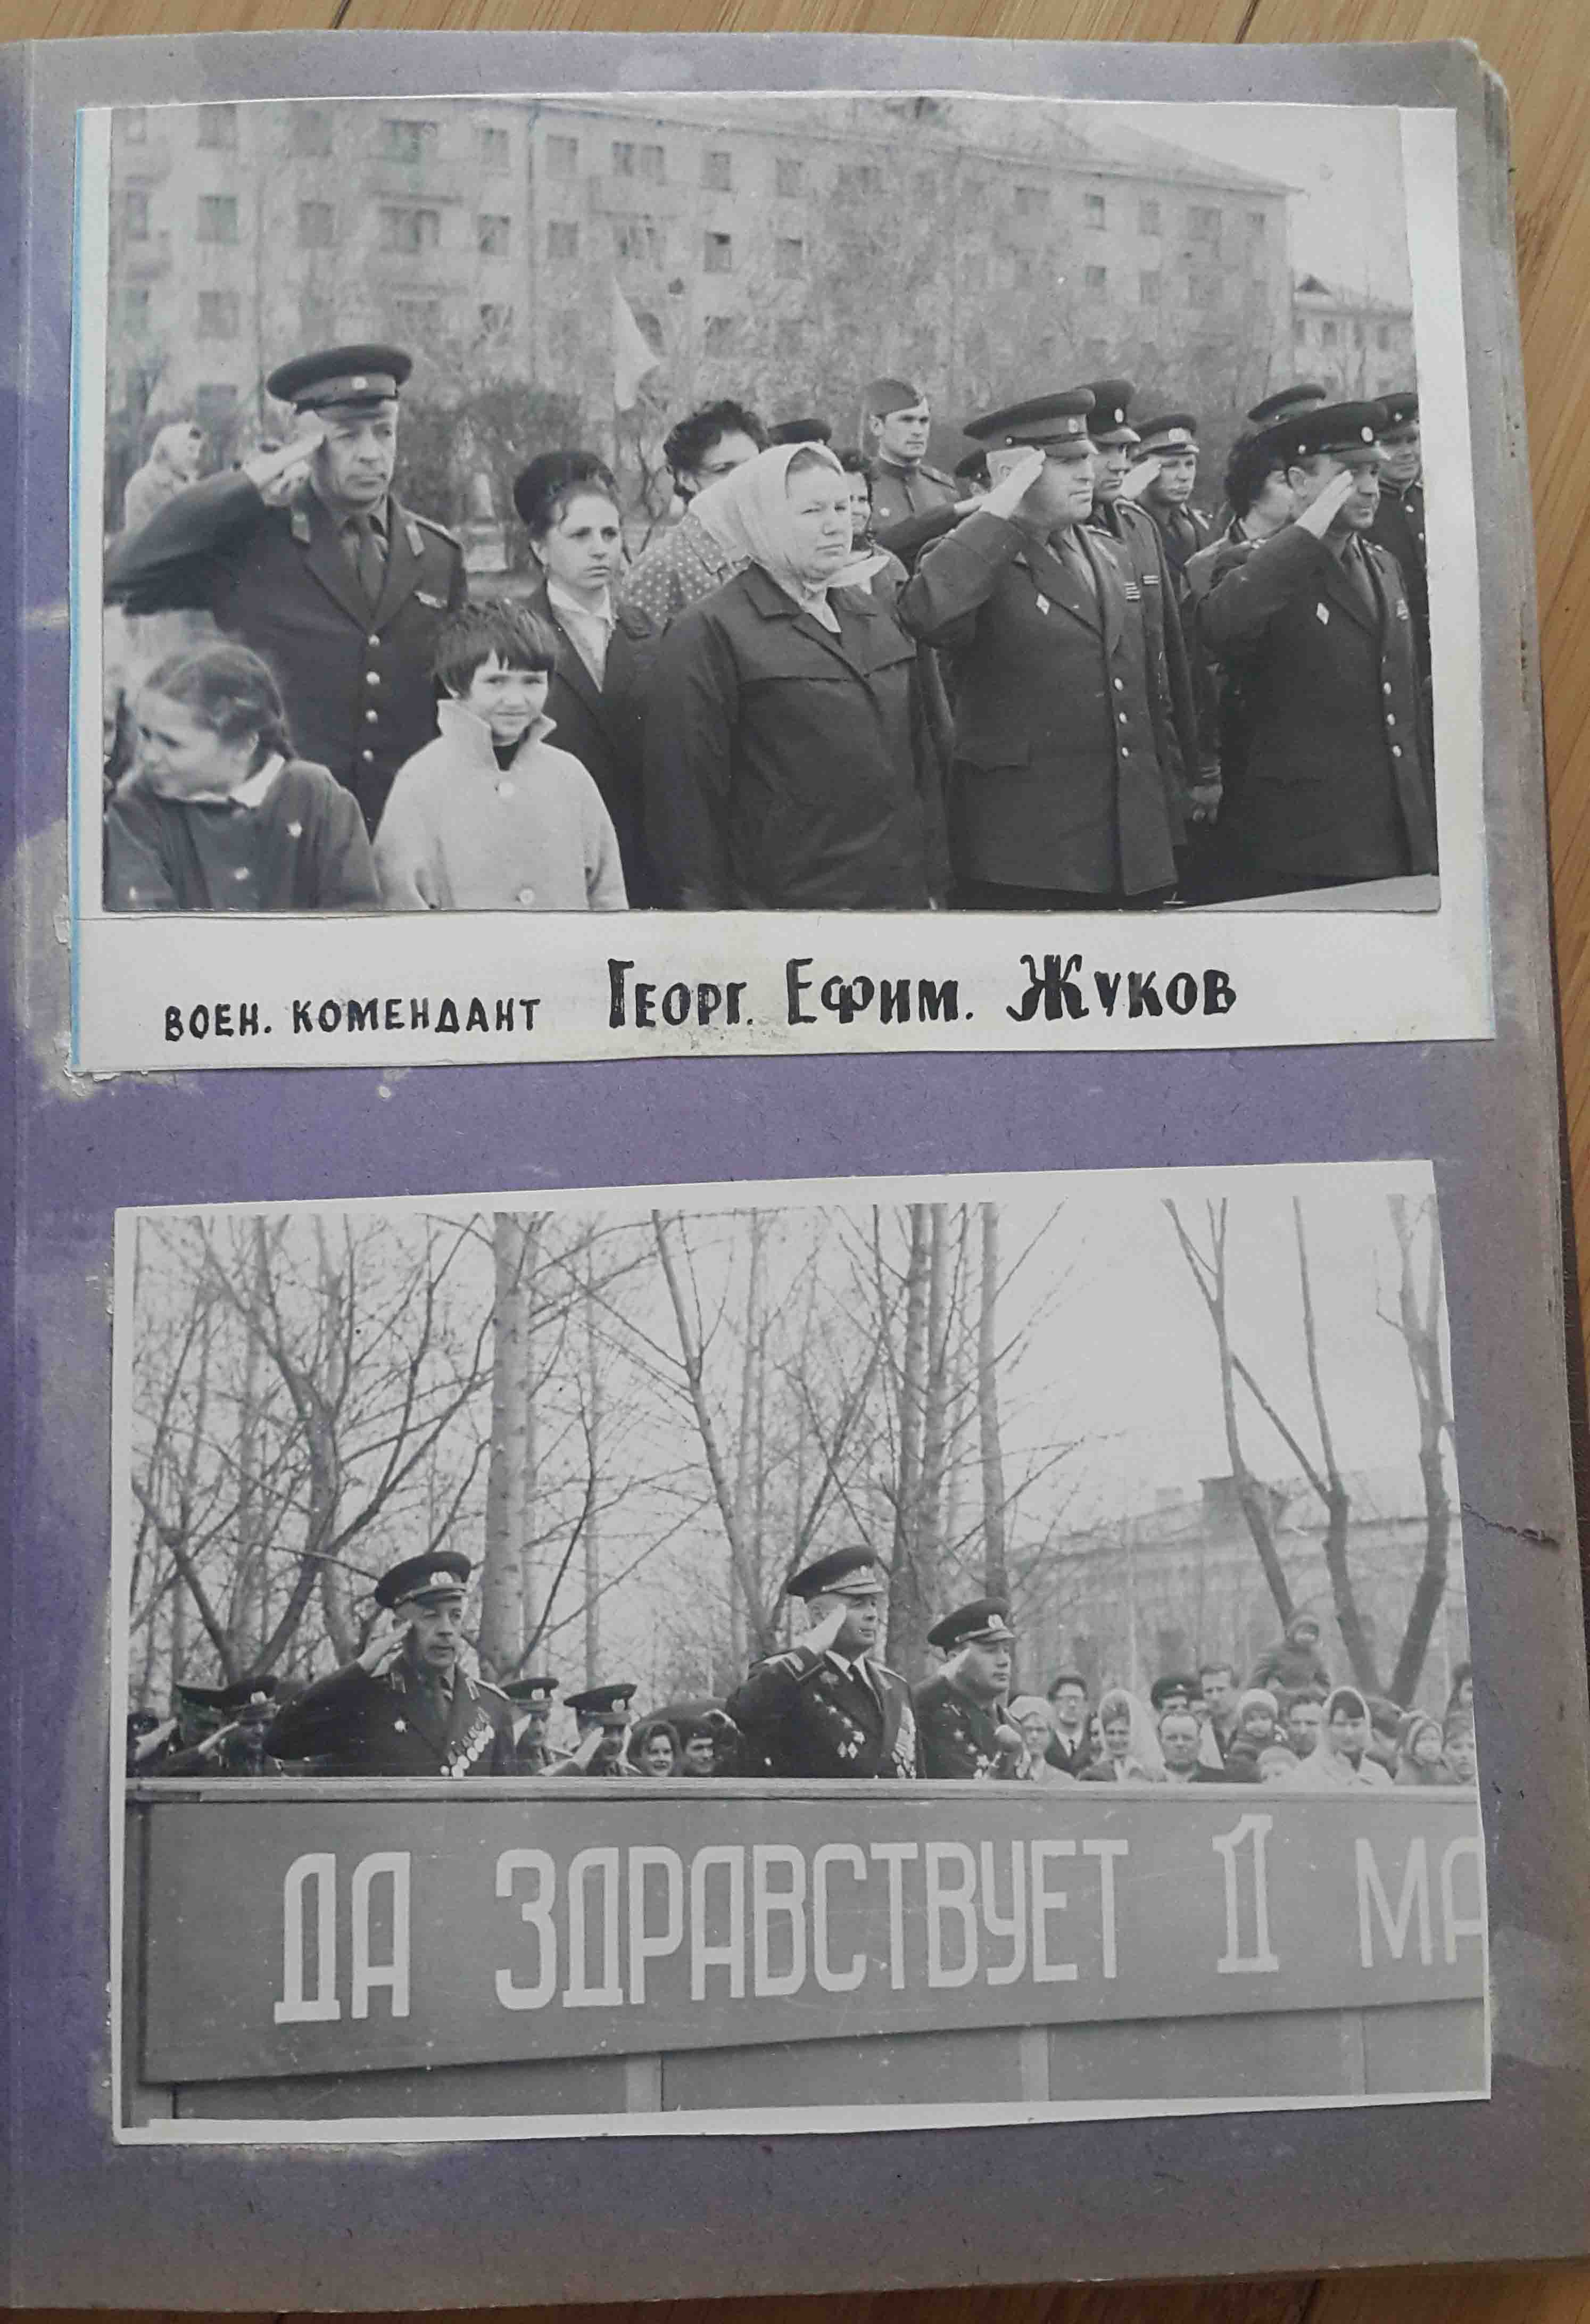 ВОЕН. КОМЕНДАНТ ГЕОРГ. ЕФИМ. ЖУКОВ
ДА ЗДРАВСТВУЕТ 1 МА